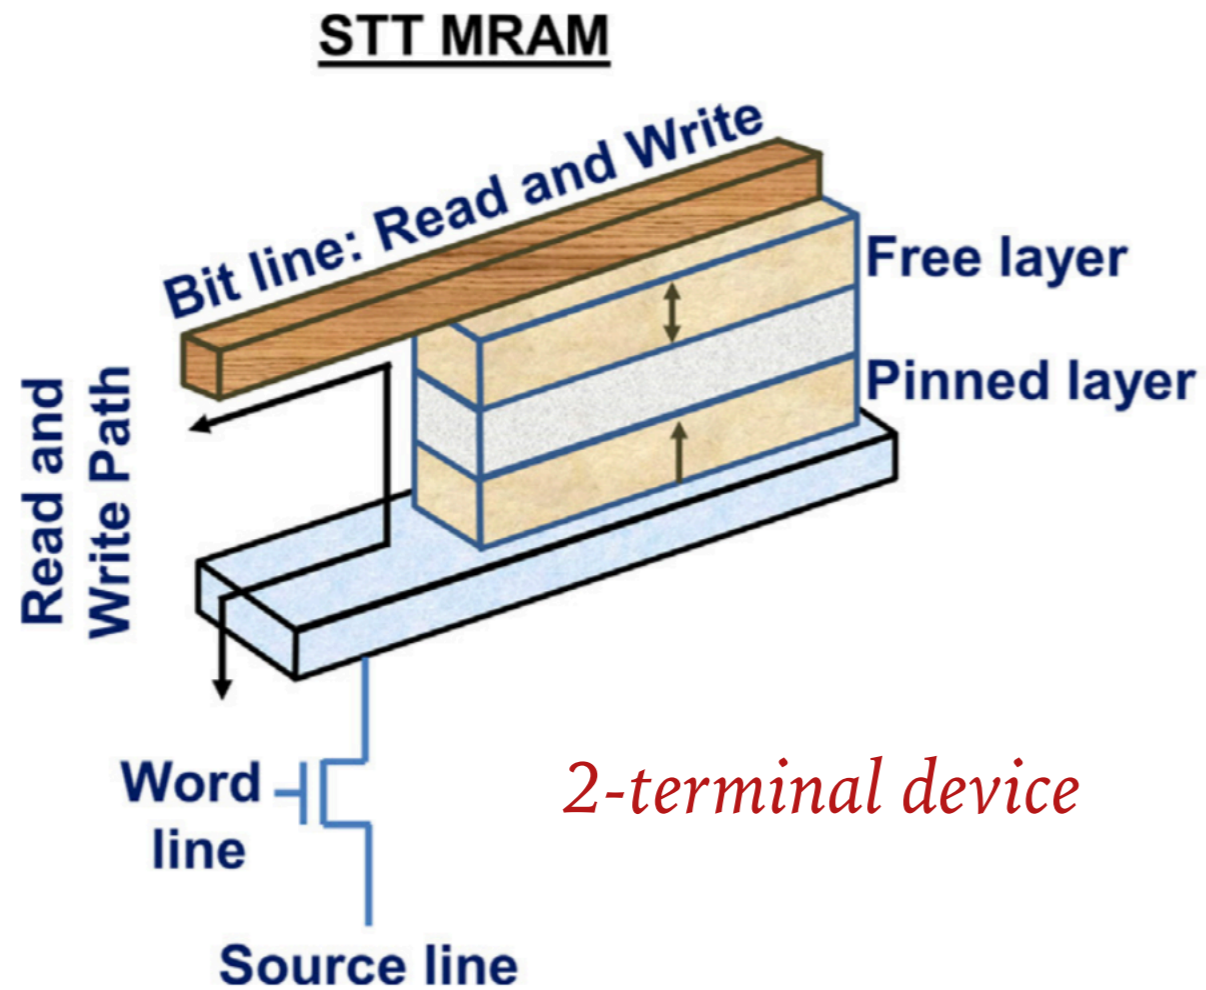 STT MRAM
Bit line: Read and Write
Free layer
Pinned layer
Read and
Write Path
Word
line
2-terminal device
Source line